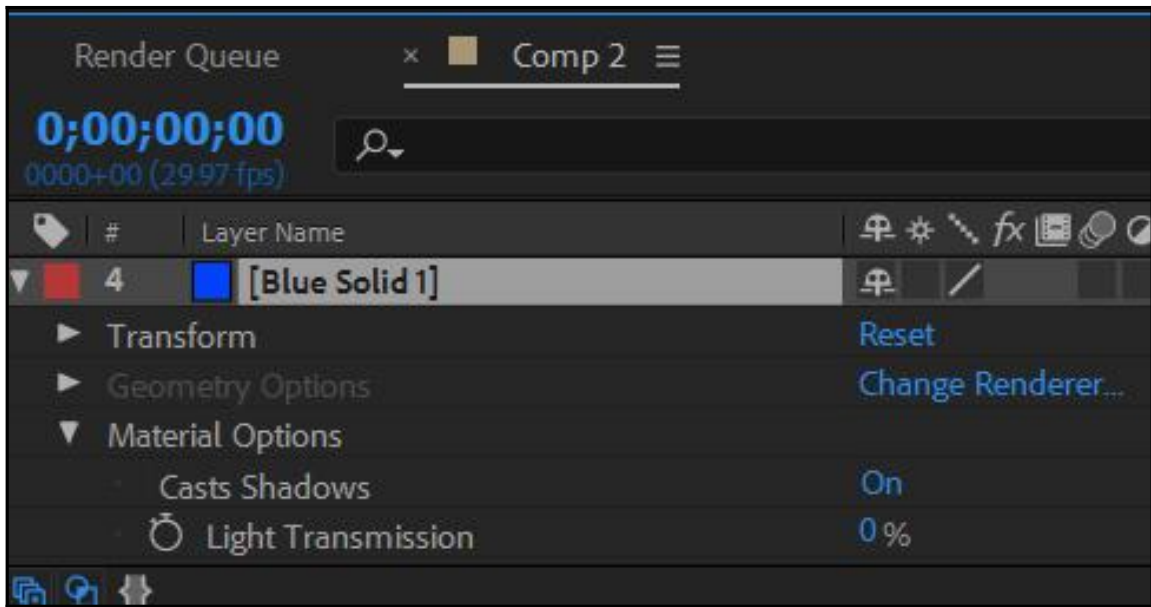 Render Queue × Comp 2 ≡
0;00;00;00
0000+00 (29.97 fps)
# Layer Name fx
4 [Blue Solid 1]
Transform Reset
Geometry Options Change Renderer...
Material Options
Casts Shadows On
Light Transmission 0 %